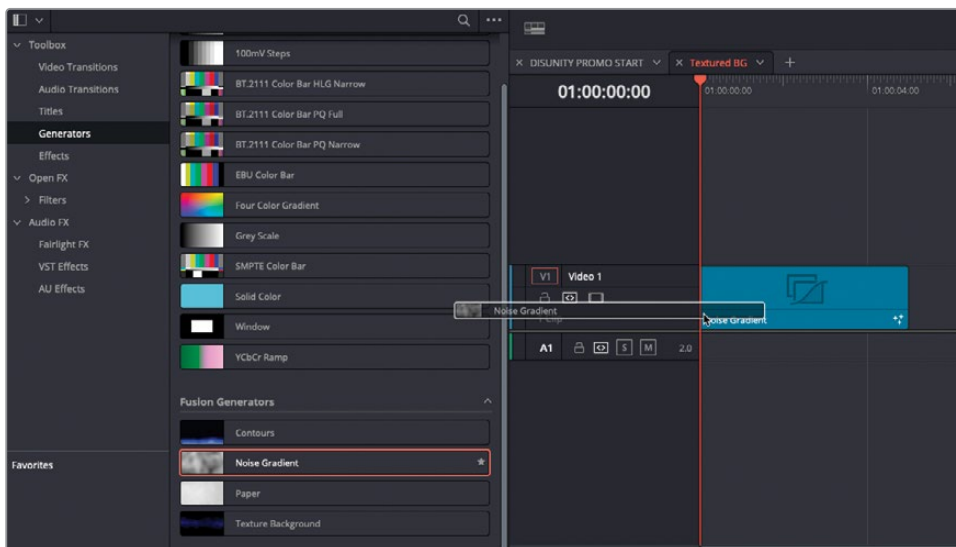 Toolbox
Video Transitions
Audio Transitions
Titles
Generators
Effects
Open FX
Filters
Audio FX
Fairlight FX
VST Effects
AU Effects
Favorites
100mV Steps
BT.2111 Color Bar HLG Narrow
BT.2111 Color Bar PQ Full
BT.2111 Color Bar PQ Narrow
EBU Color Bar
Four Color Gradient
Grey Scale
SMPTE Color Bar
Solid Color
Window
YCbCr Ramp
Fusion Generators
Contours
Noise Gradient
Paper
Texture Background
DISUNITY PROMO START
Textured BG
01:00:00:00
01:00:00:00
01:00:04:00
V1 Video 1
Noise Gradient
1 Clip
Noise Gradient
A1 S M 2.0